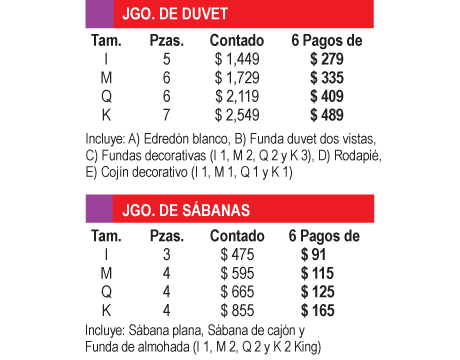 JGO. DE DUVET
Tam. Pzas. Contado 6 Pagos de
I 5 $ 1,449 $ 279
M 6 $ 1,729 $ 335
Q 6 $ 2,119 $ 409
K 7 $ 2,549 $ 489
Incluye: A) Edredón blanco, B) Funda duvet dos vistas,
C) Fundas decorativas (I 1, M 2, Q 2 y K 3), D) Rodapié,
E) Cojín decorativo (I 1, M 1, Q 1 y K 1)
JGO. DE SÁBANAS
Tam. Pzas. Contado 6 Pagos de
I 3 $ 475 $ 91
M 4 $ 595 $ 115
Q 4 $ 665 $ 125
K 4 $ 855 $ 165
Incluye: Sábana plana, Sábana de cajón y
Funda de almohada (I 1, M 2, Q 2 y K 2 King)